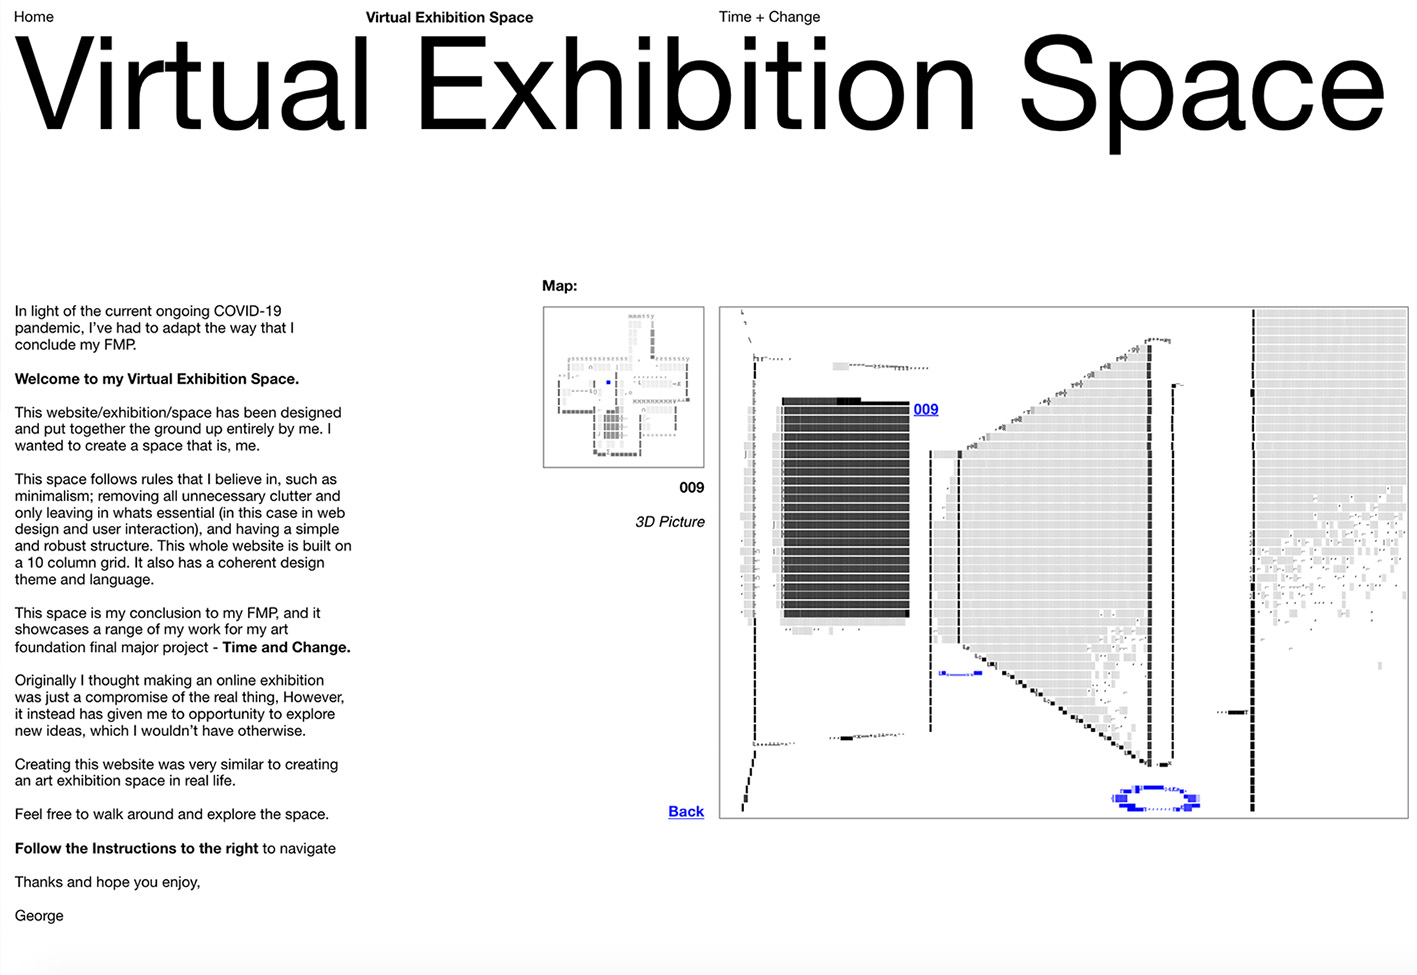 Home
Virtual Exhibition Space
Time + Change
Virtual Exhibition Space
In light of the current ongoing COVID-19
pandemic, I've had to adapt the way that I
conclude my FMP.
Welcome to my Virtual Exhibition Space.
This website/exhibition/space has been designed
and put together the ground up entirely by me. I
wanted to create a space that is, me.
This space follows rules that I believe in, such as
minimalism; removing all unnecessary clutter and
only leaving in whats essential (in this case in web
design and user interaction), and having a simple
and robust structure. This whole website is built on
a 10 column grid. It also has a coherent design
theme and language.
This space is my conclusion to my FMP, and it
showcases a range of my work for my art
foundation final major project - Time and Change.
Originally I thought making an online exhibition
was just a compromise of the real thing, However,
it instead has given me to opportunity to explore
new ideas, which I wouldn't have otherwise.
Creating this website was very similar to creating
an art exhibition space in real life.
Feel free to walk around and explore the space.
Follow the Instructions to the right to navigate
Thanks and hope you enjoy,
George
Map:
009
3D Picture
Back
009